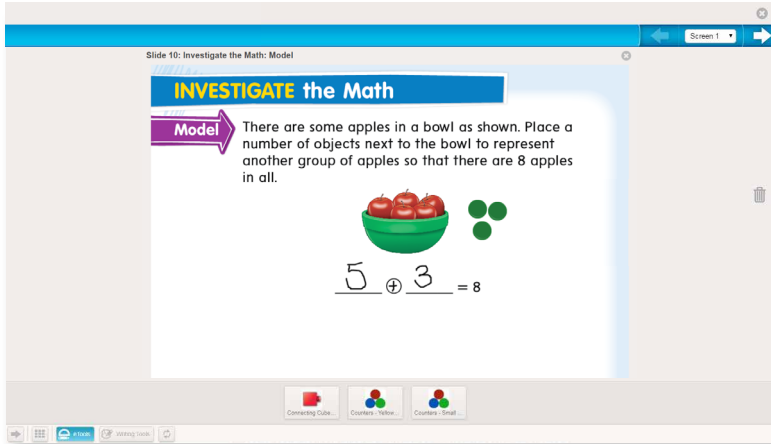 Screen 1
Slide 10: Investigate the Math: Model
INVESTIGATE the Math
Model
There are some apples in a bowl as shown. Place a
number of objects next to the bowl to represent
another group of apples so that there are 8 apples
in all.
5 + 3 = 8
Connecting Cube...
Counters - Yellow...
Counters - Small ...
eTools
Writing Tools